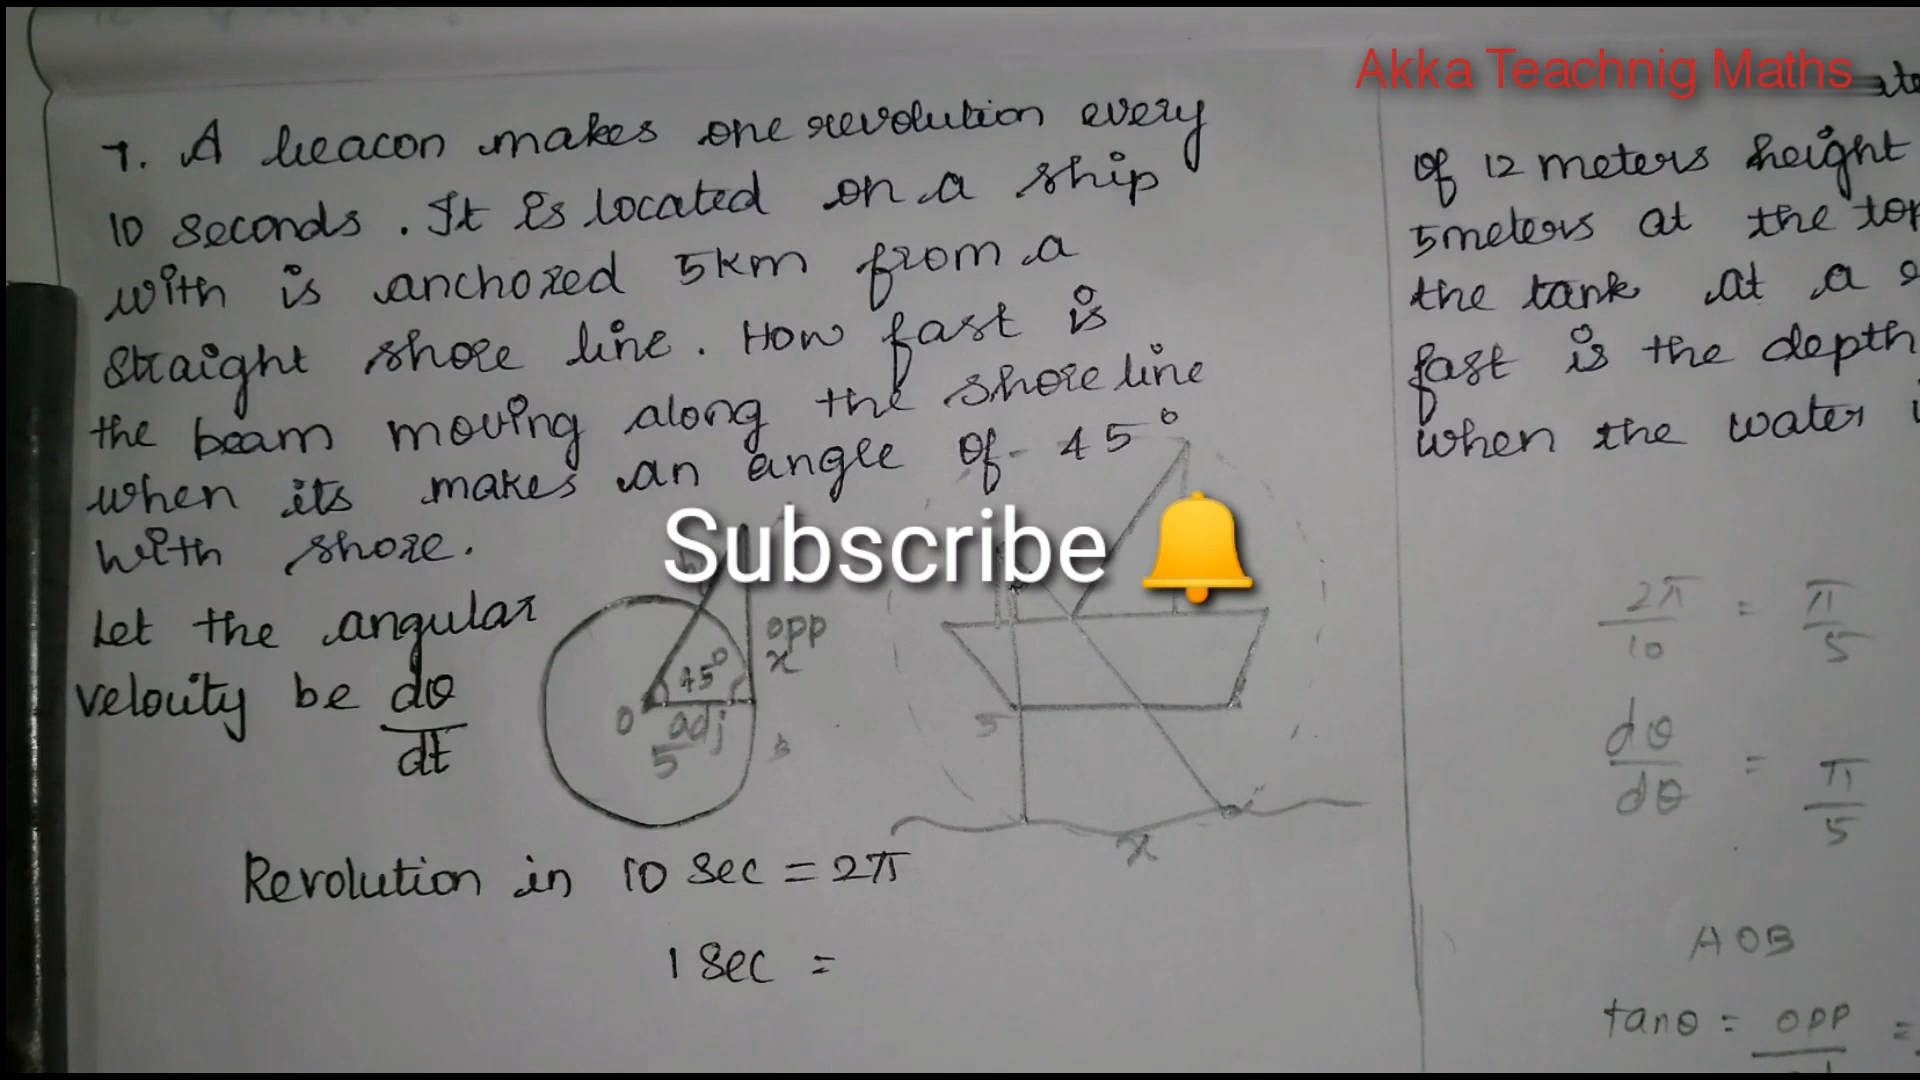 Akka Teachnig Maths
7. A beacon makes one revolution every
10 seconds. It is located on a ship
with is anchored 5km from a
straight shore line. How fast is
the beam moving along the shore line
when its makes an angle of 45°
with shore.
Subscribe
Let the angular
velocity be dθ
dt
45°
opp
x
O
adj
5
5
x
Revolution in 10 Sec = 2π
1 Sec =
of 12 meters height
5meters at the top
the tank at a
fast is the depth
when the water
2π = π
10 5
dθ = π
dθ 5
AOB
tanθ = opp =